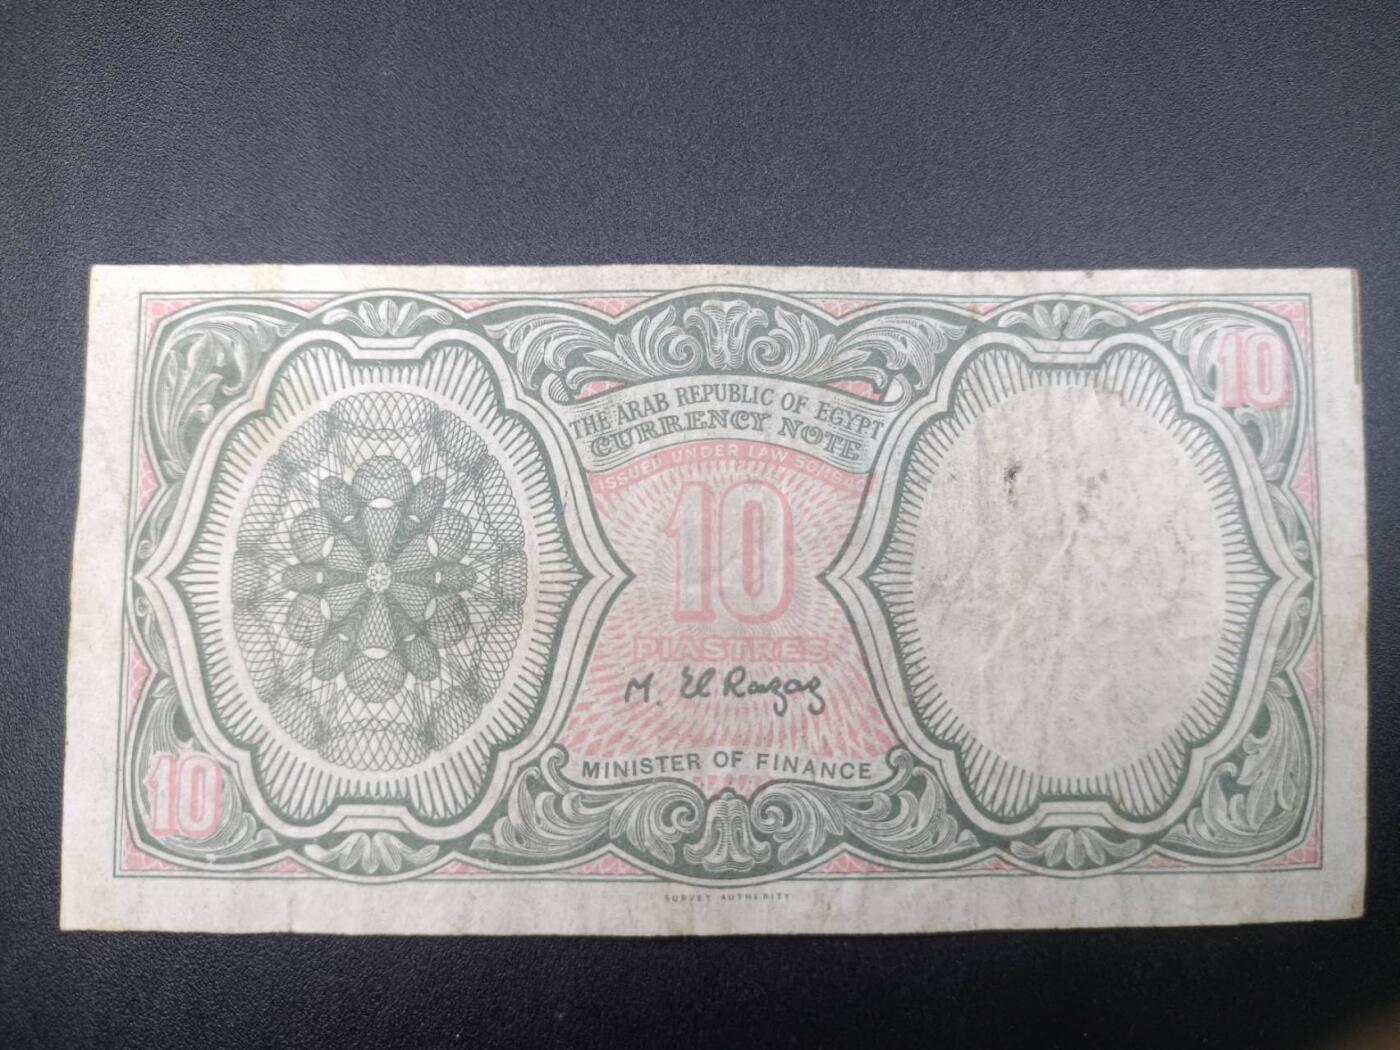 10
THE ARAB REPUBLIC OF EGYPT
CURRENCY NOTE
ISSUED UNDER LAW 50/1940
10
PIASTRES
M. El Razaz
MINISTER OF FINANCE
10
SURVEY AUTHORITY